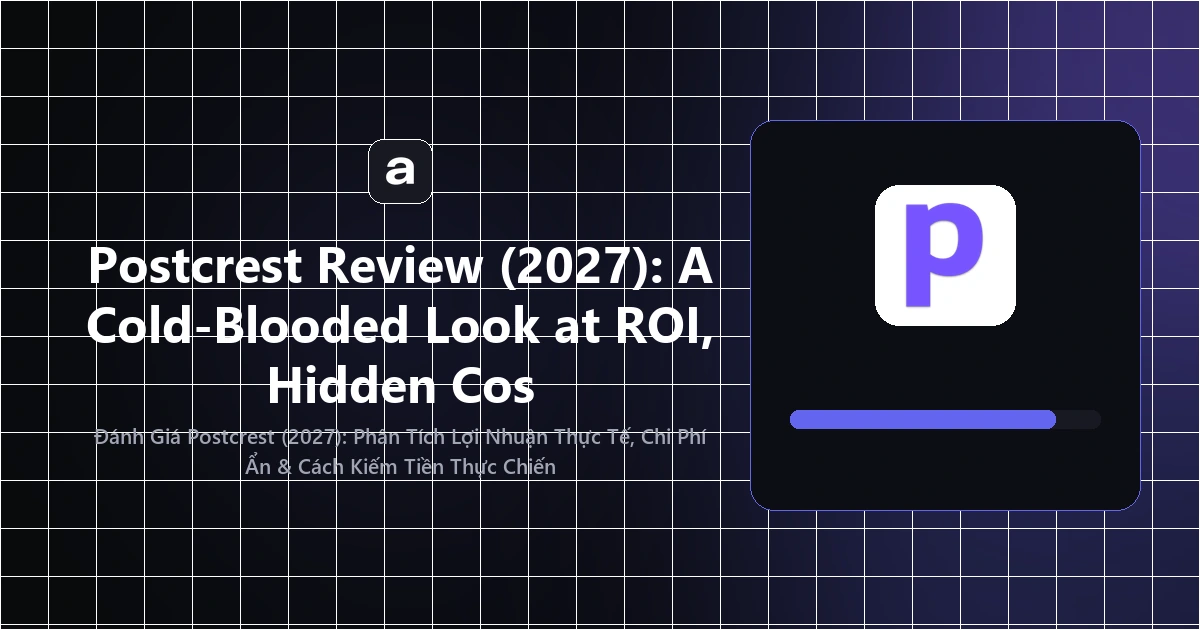 a
Postcrest Review (2027): A
Cold-Blooded Look at ROI,
Hidden Cos
Đánh Giá Postcrest (2027): Phân Tích Lợi Nhuận Thực Tế, Chi Phí
Ẩn & Cách Kiếm Tiền Thực Chiến
p